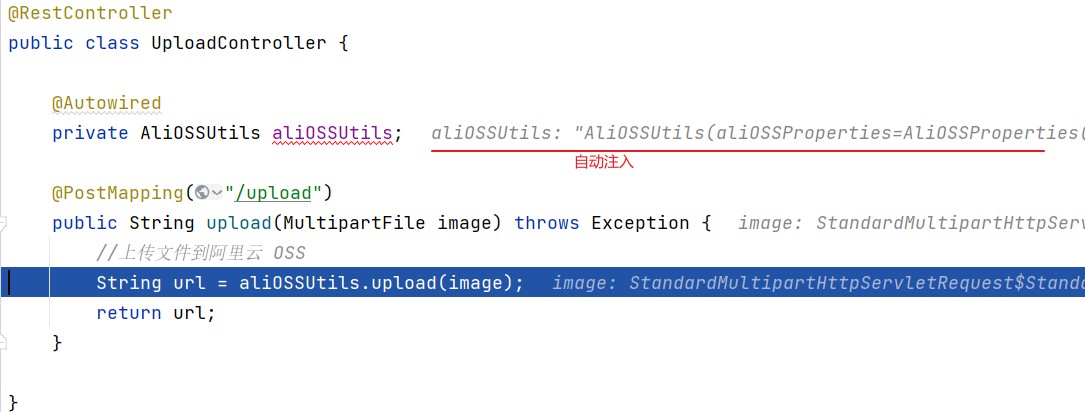 @RestController
public class UploadController {
@Autowired
private AliOSSUtils aliOSSUtils; aliOSSUtils: "AliOSSUtils(aliOSSProperties=AliOSSProperties(
自动注入
@PostMapping("/upload")
public String upload(MultipartFile image) throws Exception { image: StandardMultipartHttpServ
//上传文件到阿里云 OSS
String url = aliOSSUtils.upload(image); image: StandardMultipartHttpServletRequest$Standa
return url;
}
}